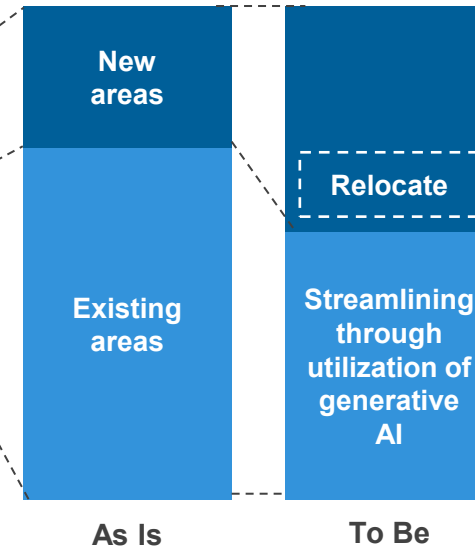 New
areas
Relocate
Existing
areas
Streamlining
through
utilization of
generative
AI
As Is
To Be